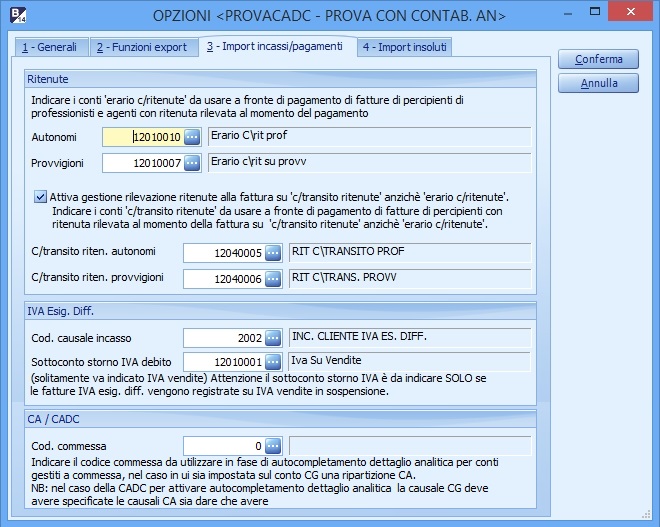 B
14
OPZIONI <PROVACADC - PROVA CON CONTAB. AN>
1 - Generali
2 - Funzioni export
3 - Import incassi/pagamenti
4 - Import insoluti
Conferma
Annulla
Ritenute
Indicare i conti 'erario c/ritenute' da usare a fronte di pagamento di fatture di percipienti di
professionisti e agenti con ritenuta rilevata al momento del pagamento
Autonomi 12010010 ... Erario C\rit prof
Provvigioni 12010007 ... Erario c\rit su provv
Attiva gestione rilevazione ritenute alla fattura su 'c/transito ritenute' anzichè 'erario c/ritenute'.
Indicare i conti 'c/transito ritenute' da usare a fronte di pagamento di fatture di percipienti con
ritenuta rilevata al momento della fattura su 'c/transito ritenute' anzichè 'erario c/ritenute'.
C/transito riten. autonomi 12040005 ... RIT C\TRANSITO PROF
C/transito riten. provvigioni 12040006 ... RIT C\TRANS. PROVV
IVA Esig. Diff.
Cod. causale incasso 2002 ... INC. CLIENTE IVA ES. DIFF.
Sottoconto storno IVA debito 12010001 ... Iva Su Vendite
(solitamente va indicato IVA vendite) Attenzione il sottoconto storno IVA è da indicare SOLO se
le fatture IVA esig. diff. vengono registrate su IVA vendite in sospensione.
CA / CADC
Cod. commessa 0 ...
Indicare il codice commessa da utilizzare in fase di autocompletamento dettaglio analitica per conti
gestiti a commessa, nel caso in ui sia impostata sul conto CG una ripartizione CA.
NB: nel caso della CADC per attivare autocompletamento dettaglio analitica la causale CG deve
avere specificate le causali CA sia dare che avere